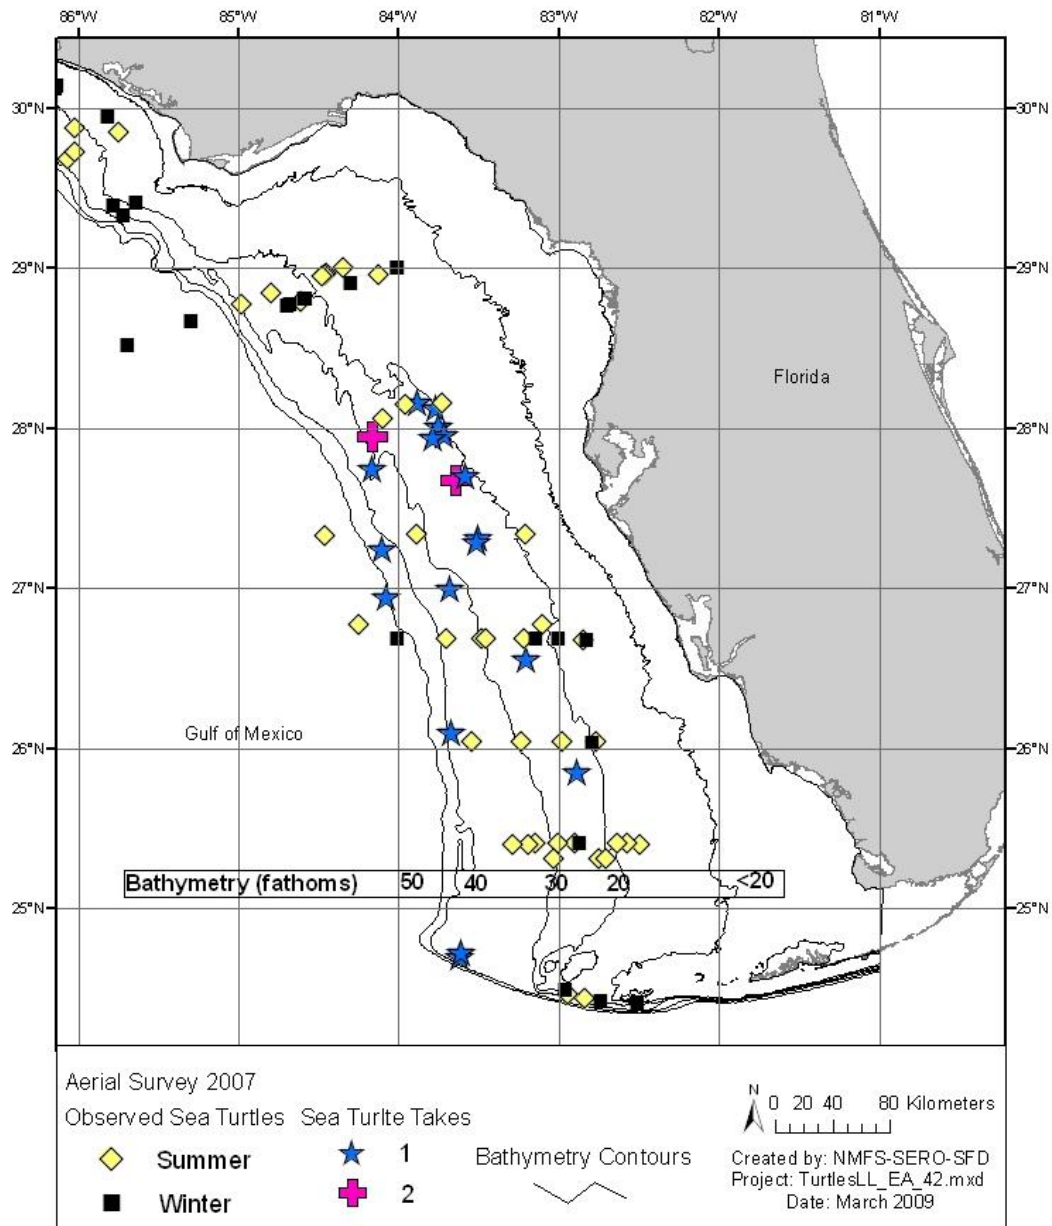 86°W 85°W 84°W 83°W 82°W 81°W
30°N 30°N
29°N 29°N
Florida
28°N 28°N
27°N 27°N
Gulf of Mexico
26°N 26°N
Bathymetry (fathoms) 50 40 30 20 <20
25°N 25°N
Aerial Survey 2007
Observed Sea Turtles Sea Turlte Takes
Summer 1
Winter 2
Bathymetry Contours
N
0 20 40 80 Kilometers
Created by: NMFS-SERO-SFD
Project: TurtlesLL_EA_42.mxd
Date: March 2009